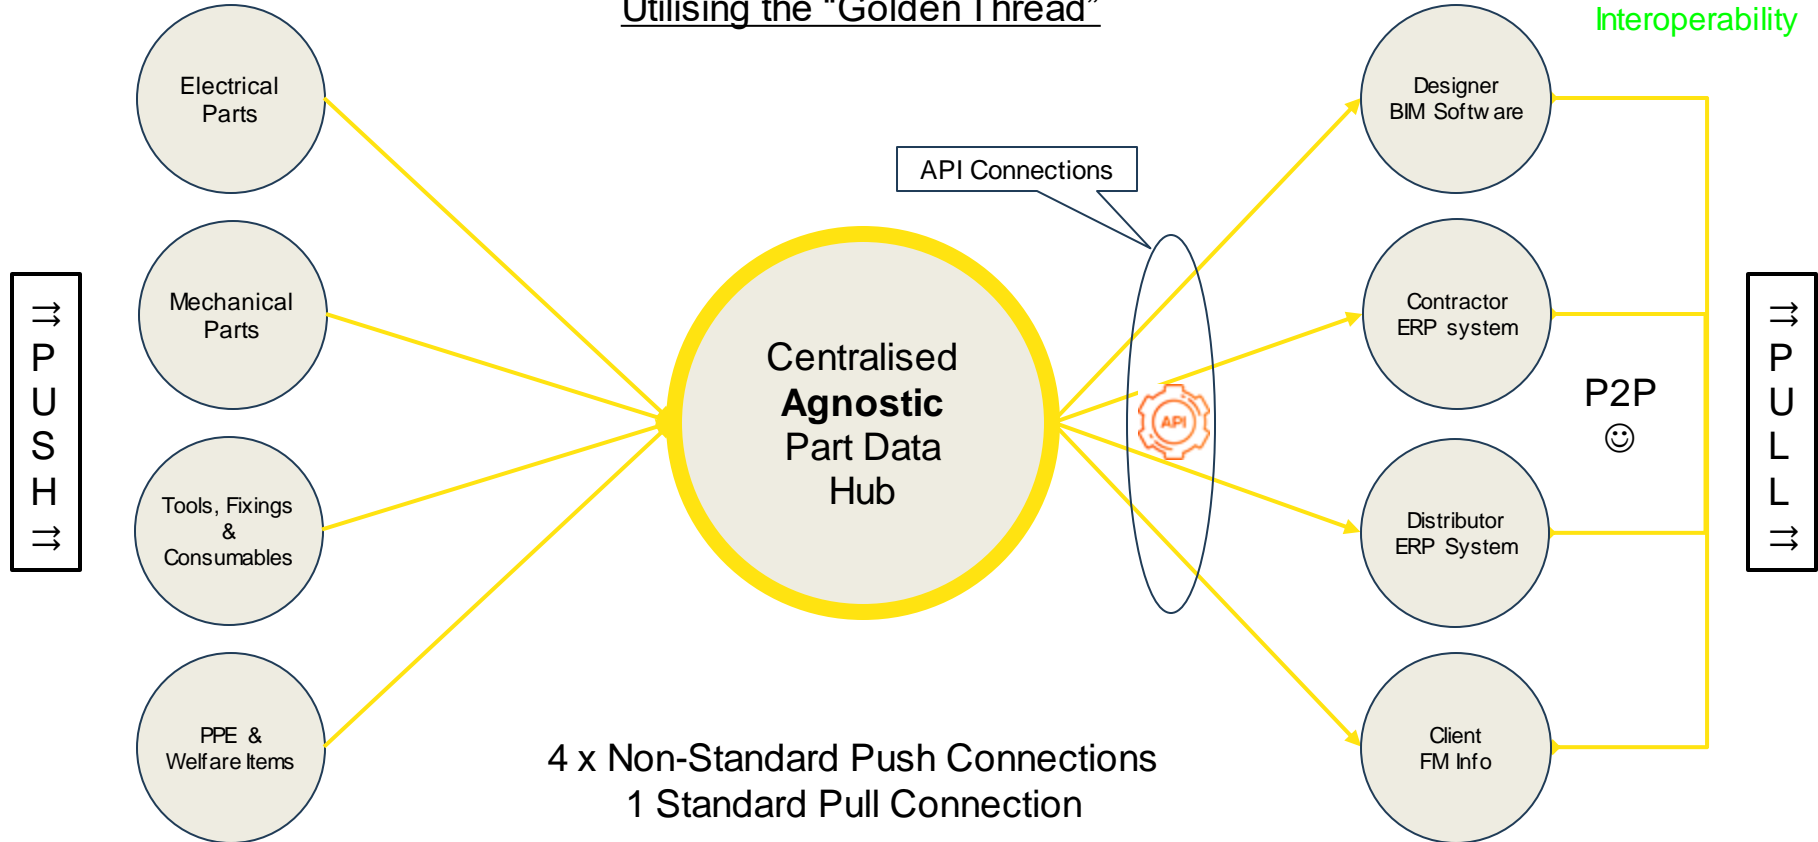 Utilising the “Golden Thread”
Interoperability
Electrical
Parts
Designer
BIM Software
API Connections
Mechanical
Parts
Contractor
ERP system
⇉
P
U
S
H
⇉
Centralised
Agnostic
Part Data
Hub
API
P2P
☺
⇉
P
U
L
L
⇉
Tools, Fixings
&
Consumables
Distributor
ERP System
PPE &
Welfare Items
Client
FM Info
4 x Non-Standard Push Connections
1 Standard Pull Connection